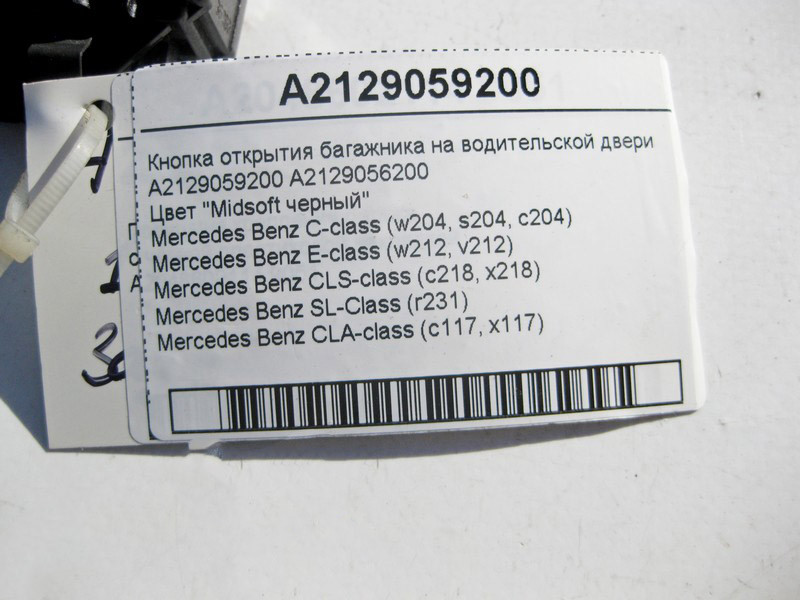 A2129059200
Кнопка открытия багажника на водительской двери
A2129059200 A2129056200
Цвет "Midsoft черный"
Mercedes Benz C-class (w204, s204, c204)
Mercedes Benz E-class (w212, v212)
Mercedes Benz CLS-class (c218, x218)
Mercedes Benz SL-Class (r231)
Mercedes Benz CLA-class (c117, x117)